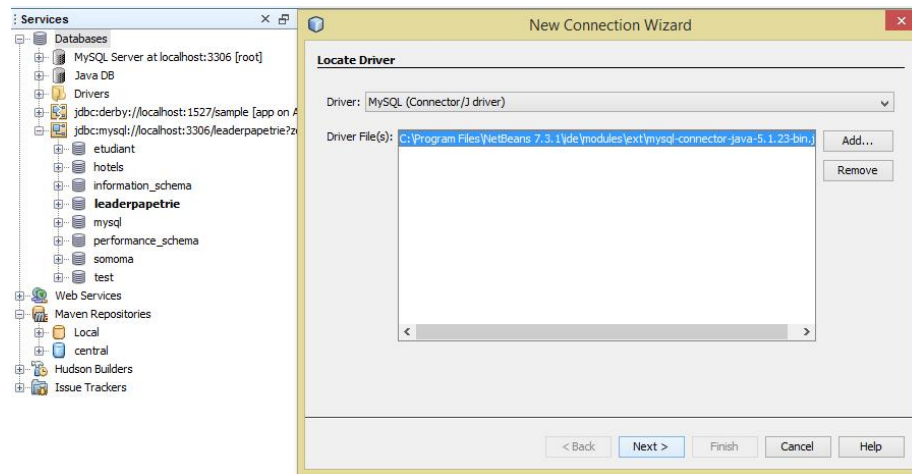 Services
Databases
MySQL Server at localhost:3306 [root]
Java DB
Drivers
jdbc:derby://localhost:1527/sample [app on A
jdbc:mysql://localhost:3306/leaderpapetrie?z
etudiant
hotels
information_schema
leaderpapetrie
mysql
performance_schema
somoma
test
Web Services
Maven Repositories
Local
central
Hudson Builders
Issue Trackers
New Connection Wizard
Locate Driver
Driver: MySQL (Connector/J driver)
Driver File(s): C:\Program Files\NetBeans 7.3.1\ide\modules\ext\mysql-connector-java-5.1.23-bin.j
Add...
Remove
< Back Next > Finish Cancel Help